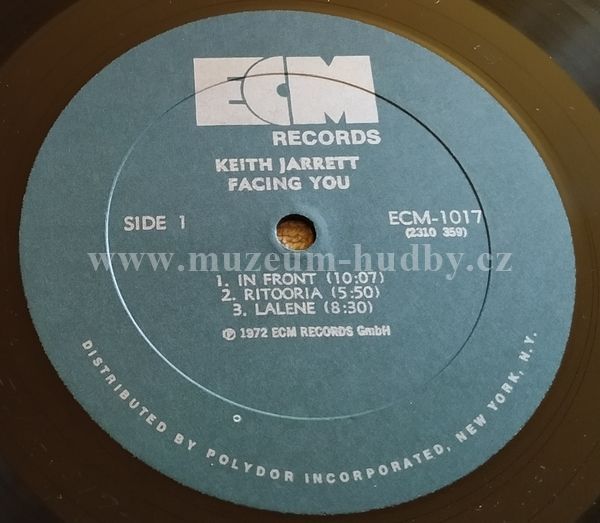 ECM
RECORDS
KEITH JARRETT
FACING YOU
SIDE 1
ECM-1017
(2310 359)
www.muzeum-hudby.cz
1. IN FRONT (10:07)
2. RITOORIA (5:50)
3. LALENE (8:30)
℗ 1972 ECM RECORDS GmbH
DISTRIBUTED BY POLYDOR INCORPORATED, NEW YORK, N.Y.